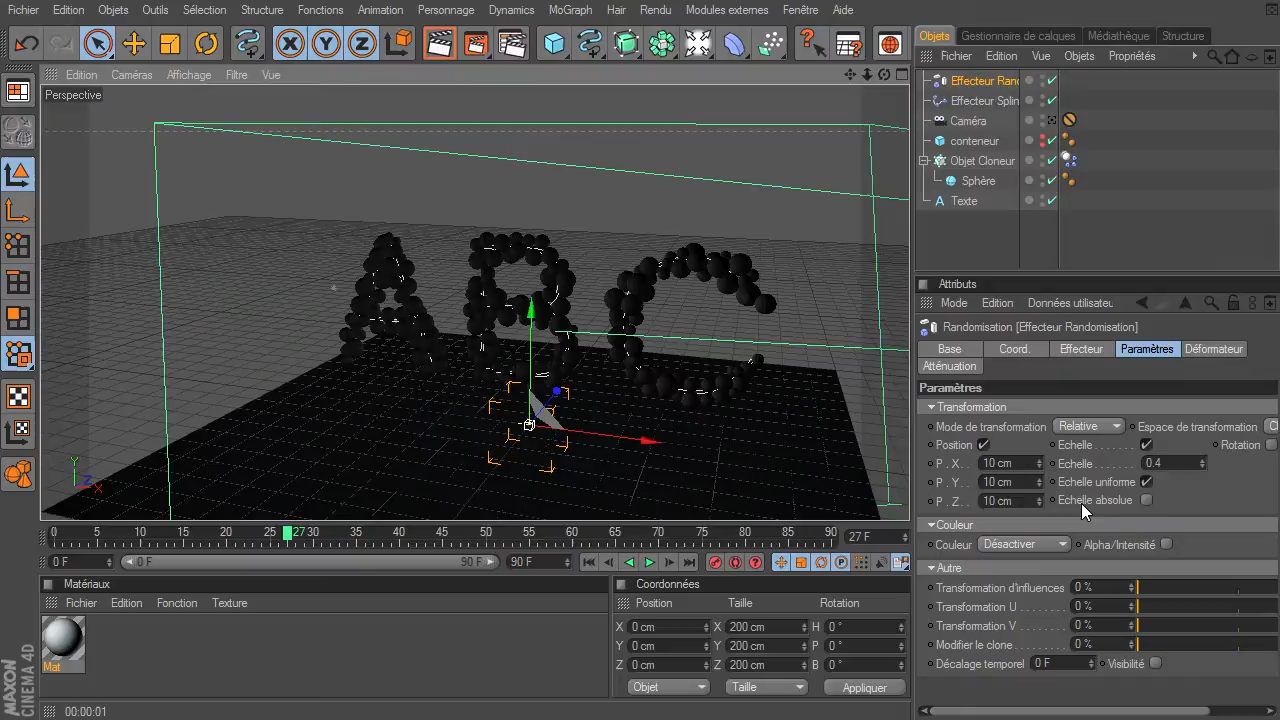 Fichier Edition Objets Outils Sélection Structure Fonctions Animation Personnage Dynamics MoGraph Hair Rendu Modules externes Fenêtre Aide
Objets Gestionnaire de calques Médiathèque Structure
Fichier Edition Vue Objets Propriétés
Edition Caméras Affichage Filtre Vue
Perspective
Effecteur Rand
Effecteur Splin
Caméra
conteneur
Objet Cloneur
Sphère
Texte
Attributs
Mode Edition Données utilisateu
Randomisation [Effecteur Randomisation]
Base Coord. Effecteur Paramètres Déformateur
Atténuation
Paramètres
Transformation
Mode de transformation Relative Espace de transformation
Position Echelle Rotation
P . X 10 cm Echelle 0.4
P . Y 10 cm Echelle uniforme
P . Z 10 cm Echelle absolue
Couleur
Couleur Désactiver Alpha/Intensité
Autre
Transformation d'influences 0 %
Transformation U 0 %
Transformation V 0 %
Modifier le clone 0 %
Décalage temporel 0 F Visibilité
Y
Z
X
0 5 10 15 20 27 30 35 40 45 50 55 60 65 70 75 80 85 90 27 F
0 F 0 F 90 F 90 F
Matériaux
Fichier Edition Fonction Texture
Mat
Coordonnées
Position Taille Rotation
X 0 cm X 200 cm H 0 °
Y 0 cm Y 200 cm P 0 °
Z 0 cm Z 200 cm B 0 °
Objet Taille Appliquer
MAXON
CINEMA 4D
00:00:01